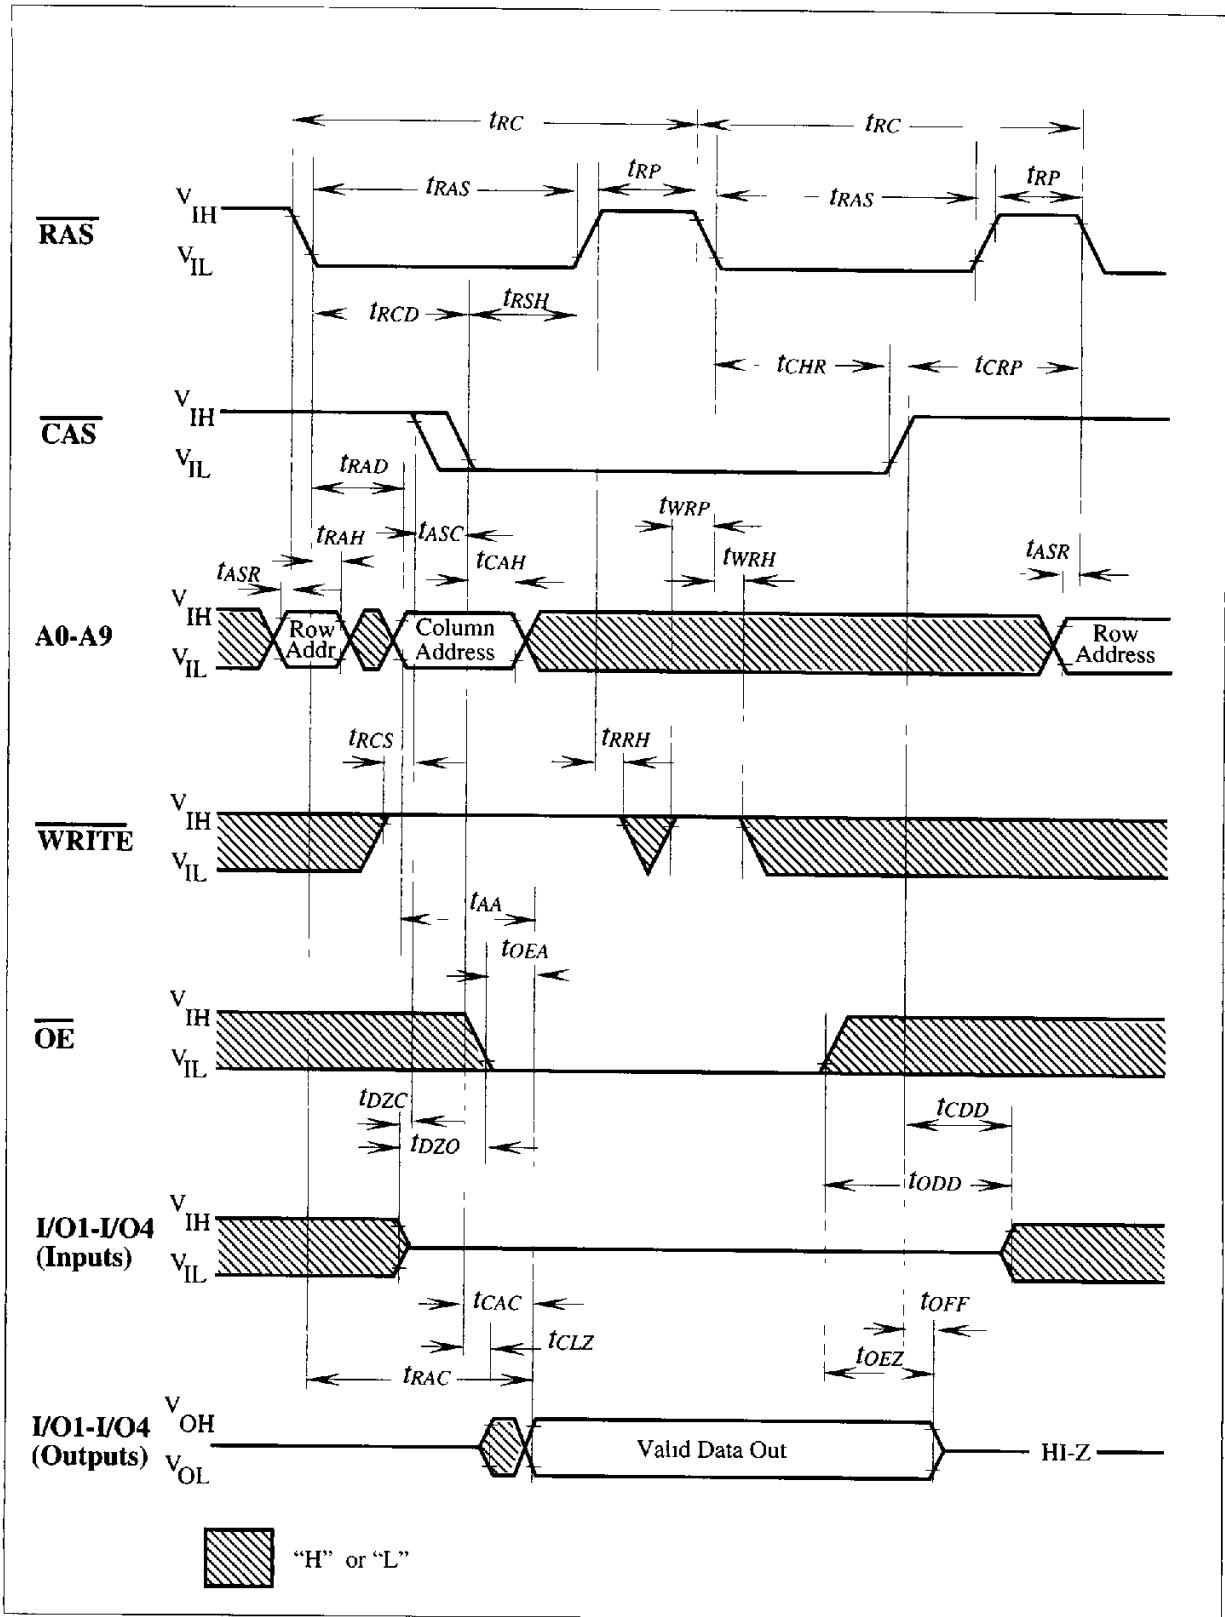 tRC tRC
tRAS tRP tRAS tRP
RAS VIH
VIL
tRCD tRSH
tCHR tCRP
CAS VIH
VIL
tRAD
tWRP
tRAH tASC
tCAH tWRH
tASR tASR
A0-A9 VIH
VIL
Row Addr.
Column Address
Row Address
tRCS tRRH
WRITE VIH
VIL
tAA
tOEA
OE VIH
VIL
tDZC tCDD
tDZO
tODD
I/O1-I/O4 (Inputs) VIH
VIL
tCAC tOFF
tCLZ
tRAC tOEZ
I/O1-I/O4 (Outputs) VOH
VOL
Valid Data Out
HI-Z
“H” or “L”